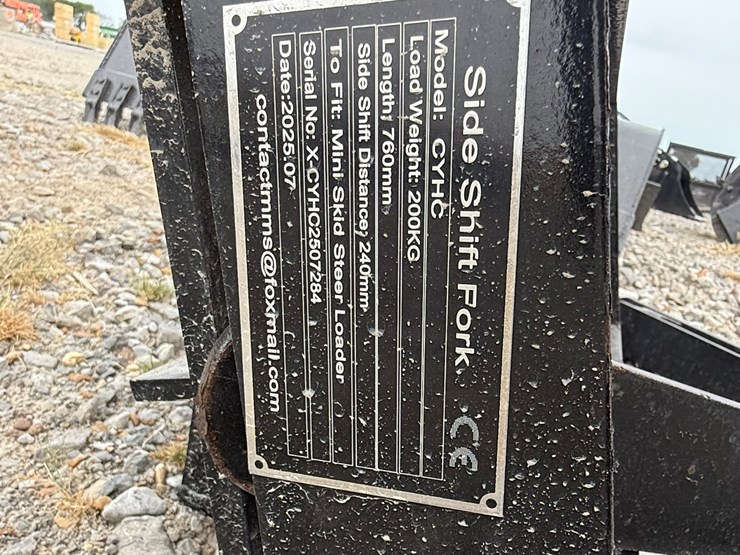 Side Shift Fork CE
Model: CYHC
Load Weight: 200KG
Length: 760mm
Side Shift Distance: 240mm
To Fit: Mini Skid Steer Loader
Serial No: X-CYHC2507284
Date:2025.07
contactmms@foxmail.com